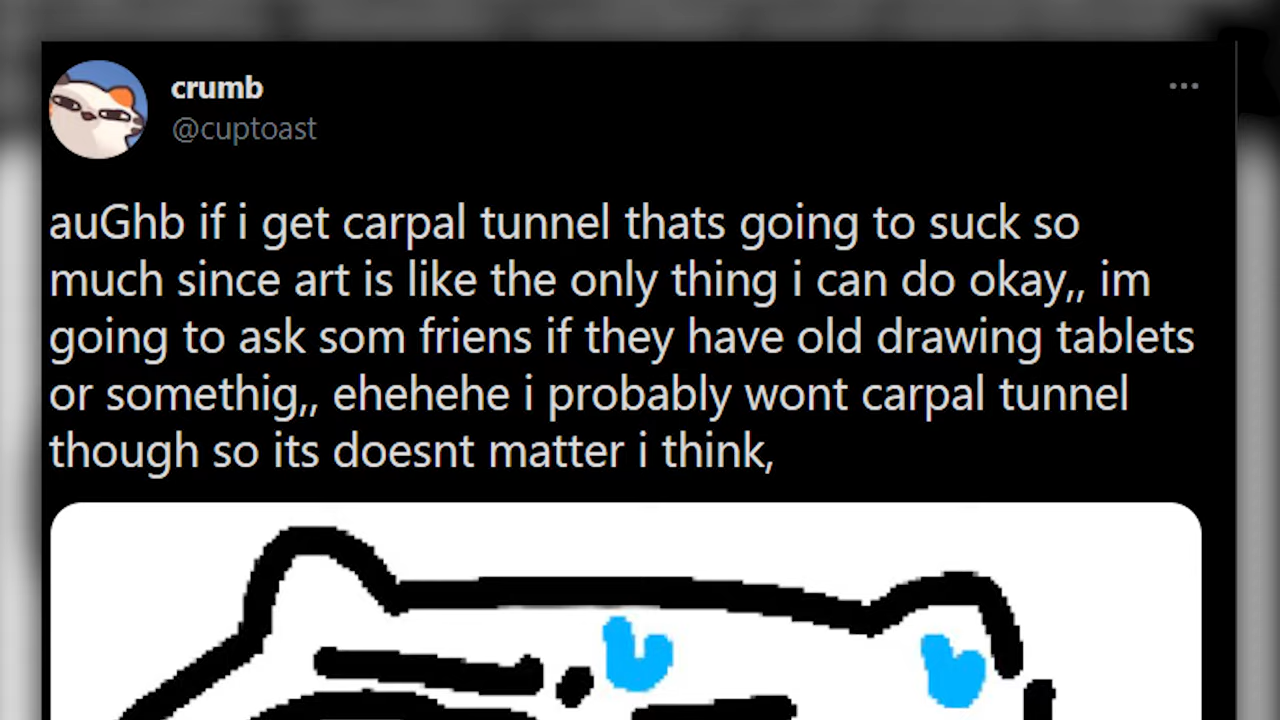 crumb
@cuptoast
auGhb if i get carpal tunnel thats going to suck so
much since art is like the only thing i can do okay,, im
going to ask som friens if they have old drawing tablets
or somethig,, ehehehe i probably wont carpal tunnel
though so its doesnt matter i think,